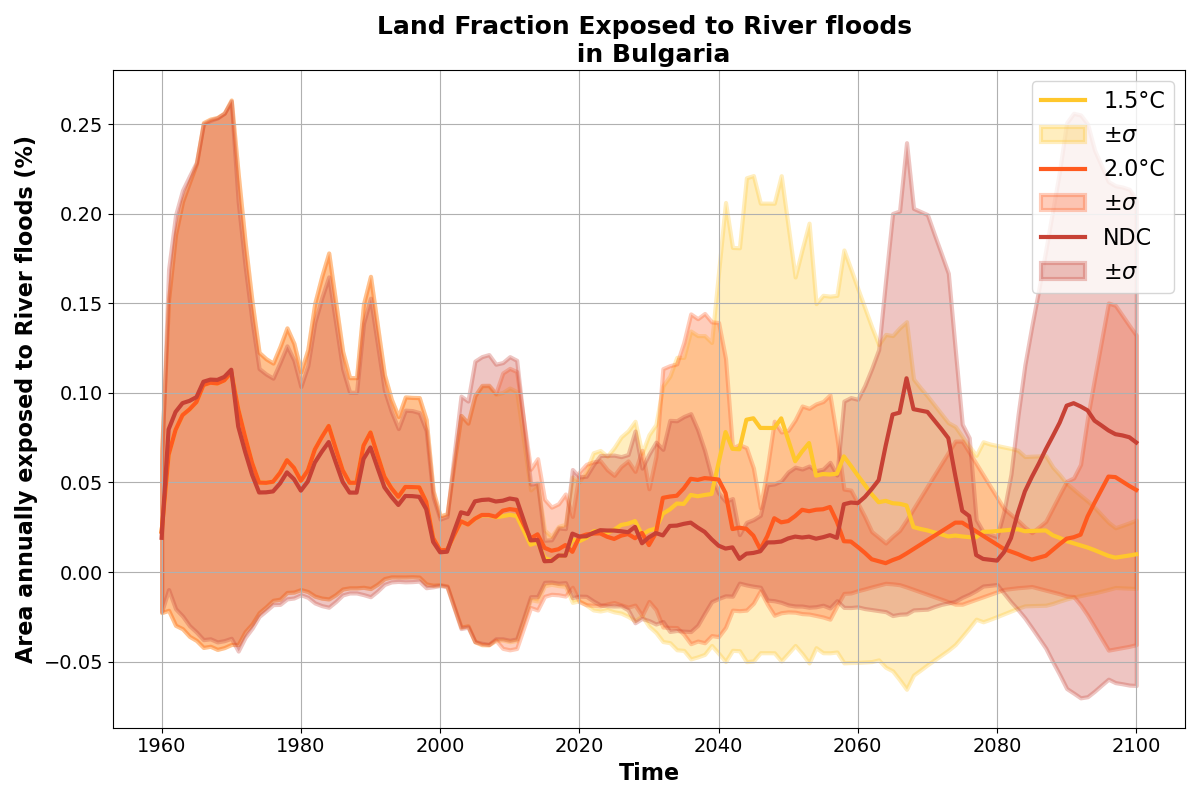 Land Fraction Exposed to River floods
in Bulgaria
Area annually exposed to River floods (%)
0.25
0.20
0.15
0.10
0.05
0.00
−0.05
1.5°C
±σ
2.0°C
±σ
NDC
±σ
1960
1980
2000
2020
2040
2060
2080
2100
Time